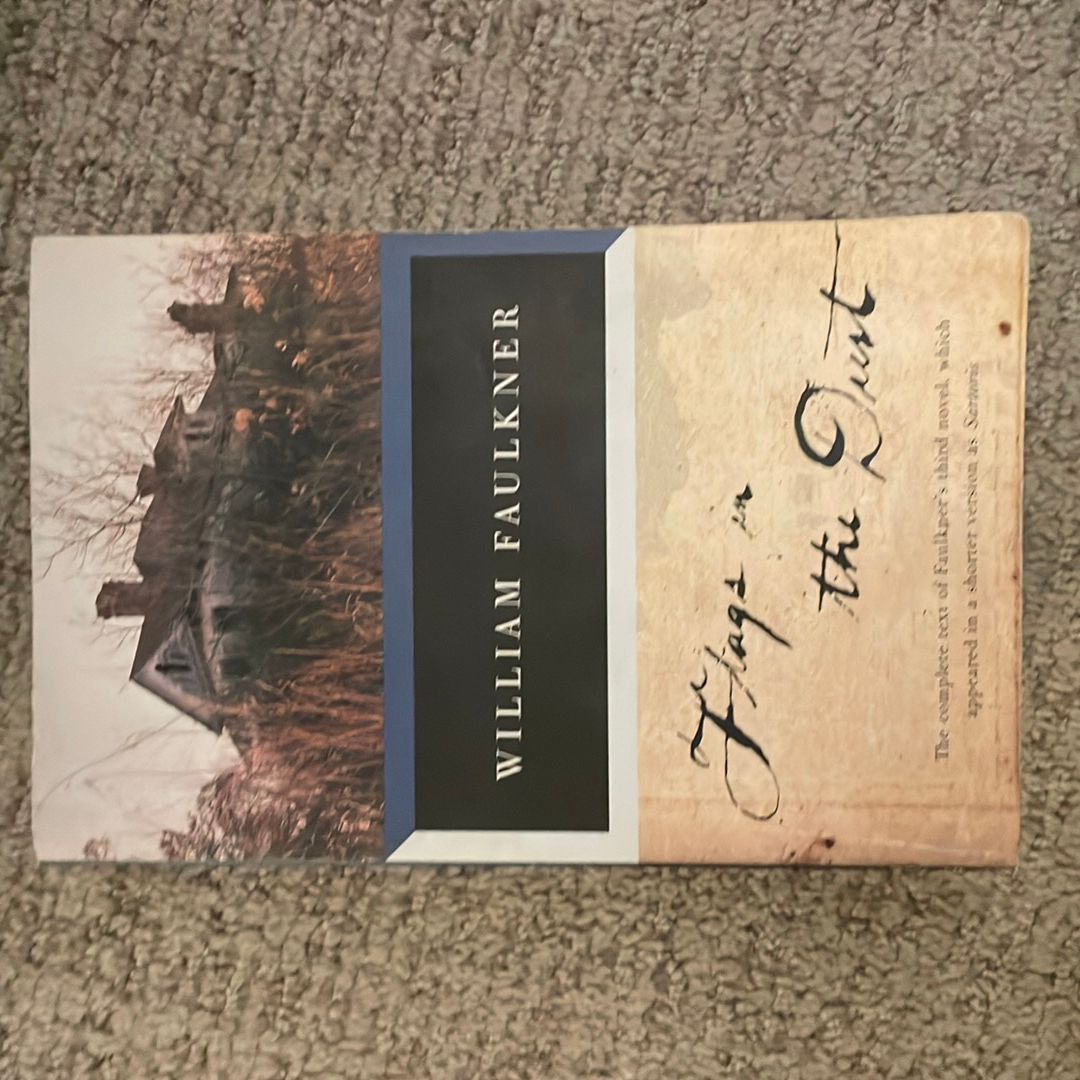 WILLIAM FAULKNER
Flags in
the Dust
The complete text of Faulkner's third novel, which
appeared in a shorter version as Sartoris